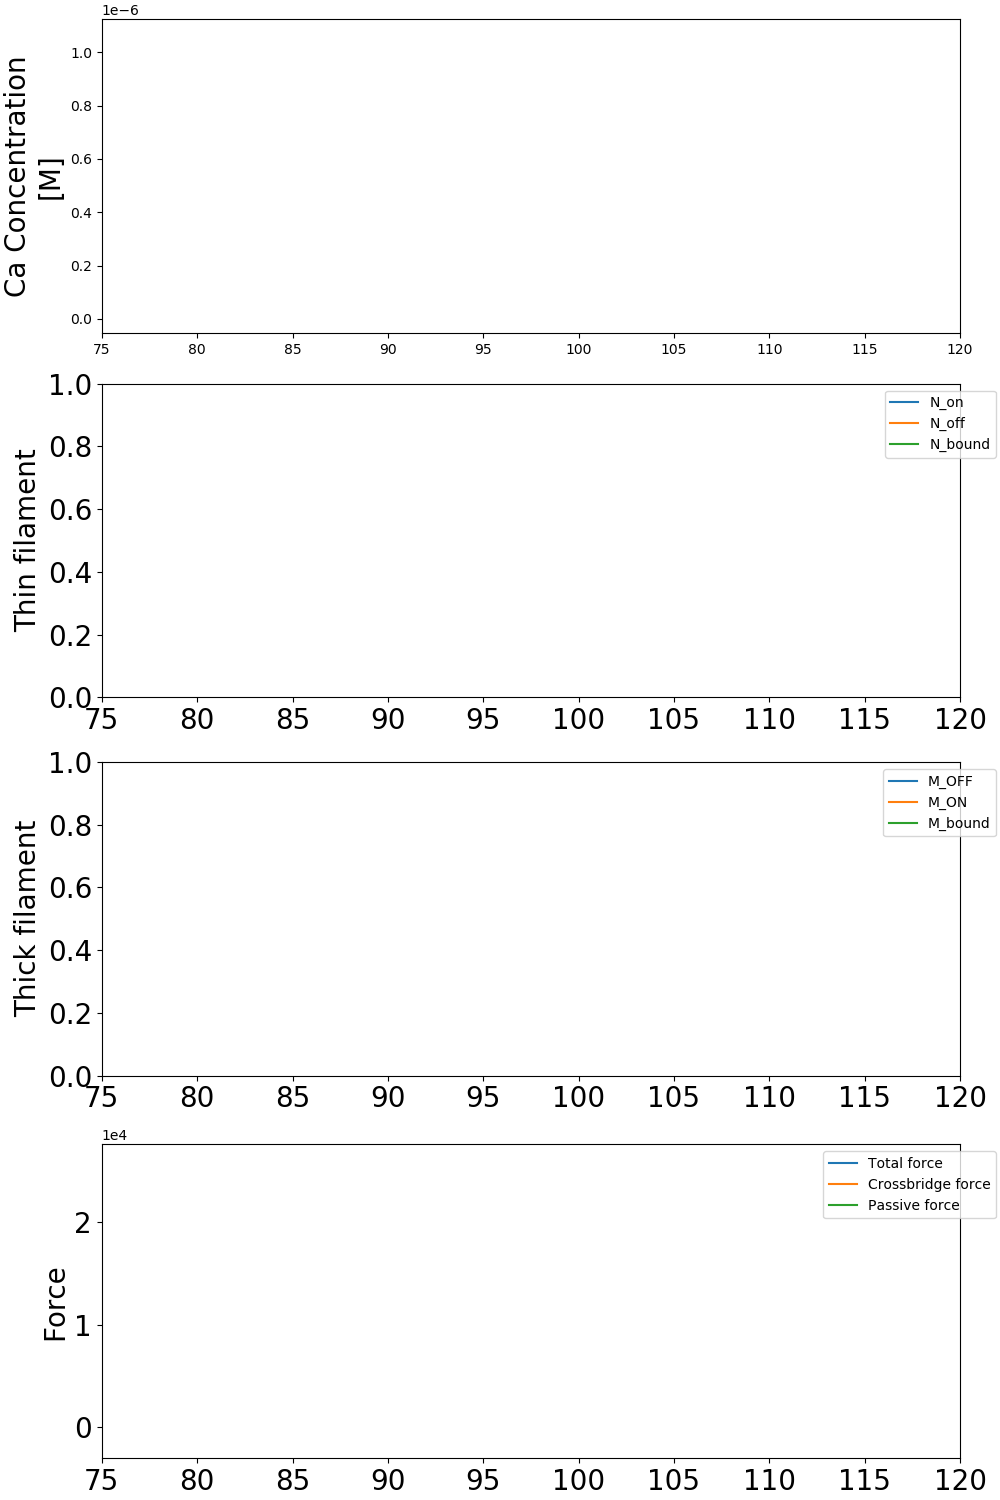 1e−6
1.0
0.8
0.6
0.4
0.2
0.0
Ca Concentration
[M]
75 80 85 90 95 100 105 110 115 120
1.0
0.8
0.6
0.4
0.2
0.0
Thin filament
N_on
N_off
N_bound
75 80 85 90 95 100 105 110 115 120
1.0
0.8
0.6
0.4
0.2
0.0
Thick filament
M_OFF
M_ON
M_bound
75 80 85 90 95 100 105 110 115 120
1e4
2
1
0
Force
Total force
Crossbridge force
Passive force
75 80 85 90 95 100 105 110 115 120